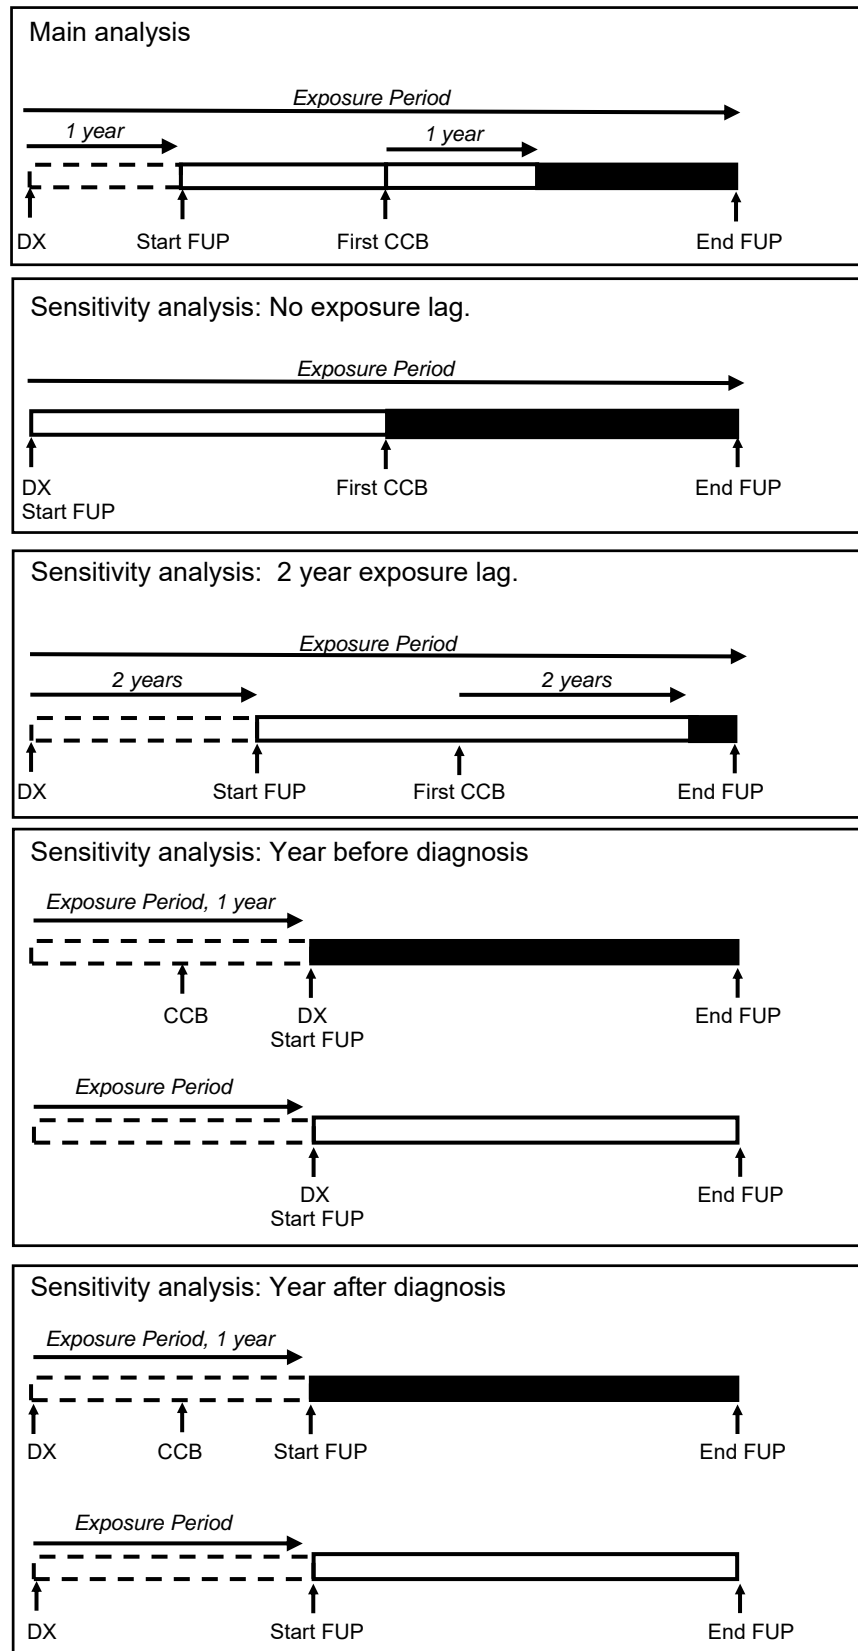 Main analysis
Exposure Period
1 year
1 year
DX
Start FUP
First CCB
End FUP
Sensitivity analysis: No exposure lag.
Exposure Period
DX
Start FUP
First CCB
End FUP
Sensitivity analysis:  2 year exposure lag.
Exposure Period
2 years
2 years
DX
Start FUP
First CCB
End FUP
Sensitivity analysis: Year before diagnosis
Exposure Period, 1 year
CCB
DX
Start FUP
End FUP
Exposure Period
DX
Start FUP
End FUP
Sensitivity analysis: Year after diagnosis
Exposure Period, 1 year
DX
CCB
Start FUP
End FUP
Exposure Period
DX
Start FUP
End FUP